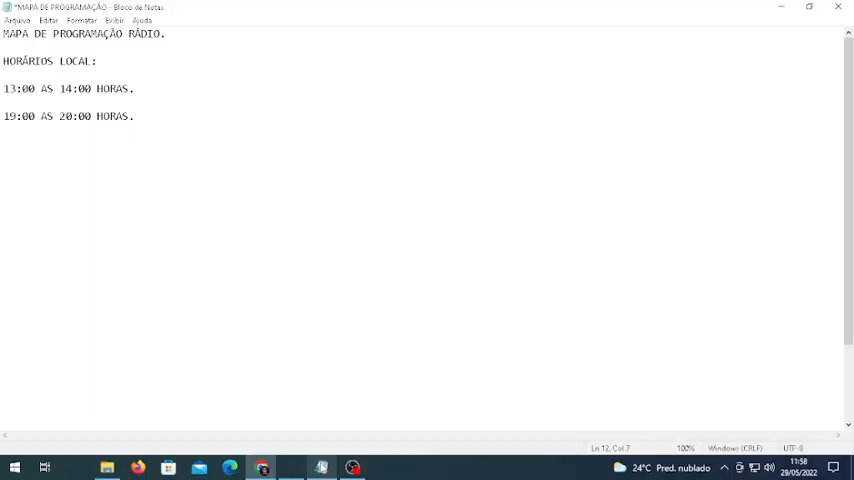 *MAPA DE PROGRAMAÇÃO - Bloco de Notas
Arquivo Editar Formatar Exibir Ajuda
MAPA DE PROGRAMAÇÃO RÁDIO.
HORÁRIOS LOCAL:
13:00 AS 14:00 HORAS.
19:00 AS 20:00 HORAS.
Ln 12, Col 7 100% Windows (CRLF) UTF-8
24°C Pred. nublado 11:58
29/05/2022